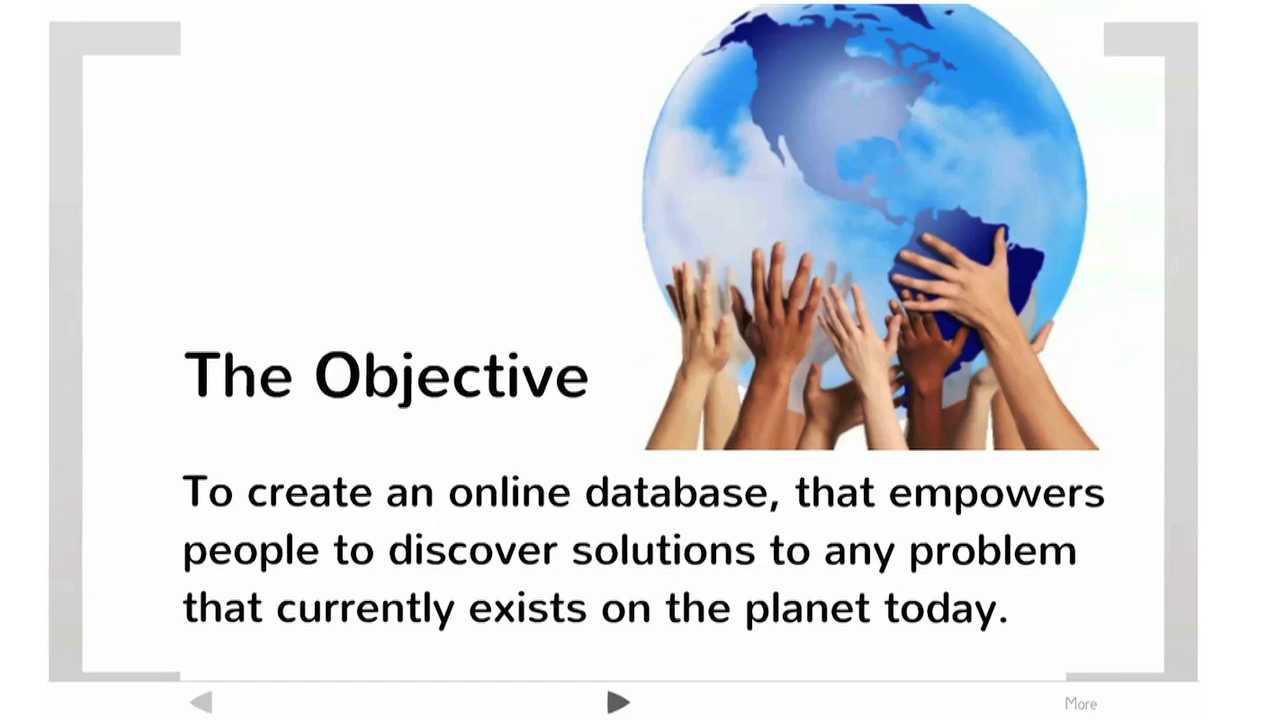 The Objective
To create an online database, that empowers
people to discover solutions to any problem
that currently exists on the planet today.
More